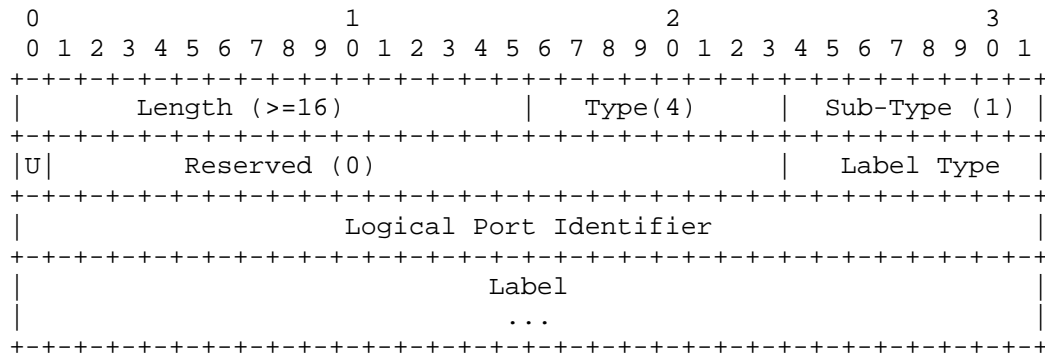 0                   1                   2                   3
 0 1 2 3 4 5 6 7 8 9 0 1 2 3 4 5 6 7 8 9 0 1 2 3 4 5 6 7 8 9 0 1
+-+-+-+-+-+-+-+-+-+-+-+-+-+-+-+-+-+-+-+-+-+-+-+-+-+-+-+-+-+-+-+-+
|       Length (>=16)           |   Type(4)     |  Sub-Type (1) |
+-+-+-+-+-+-+-+-+-+-+-+-+-+-+-+-+-+-+-+-+-+-+-+-+-+-+-+-+-+-+-+-+
|U|        Reserved (0)                         |   Label Type  |
+-+-+-+-+-+-+-+-+-+-+-+-+-+-+-+-+-+-+-+-+-+-+-+-+-+-+-+-+-+-+-+-+
|                    Logical Port Identifier                    |
+-+-+-+-+-+-+-+-+-+-+-+-+-+-+-+-+-+-+-+-+-+-+-+-+-+-+-+-+-+-+-+-+
|                             Label                             |
|                              ...                              |
+-+-+-+-+-+-+-+-+-+-+-+-+-+-+-+-+-+-+-+-+-+-+-+-+-+-+-+-+-+-+-+-+